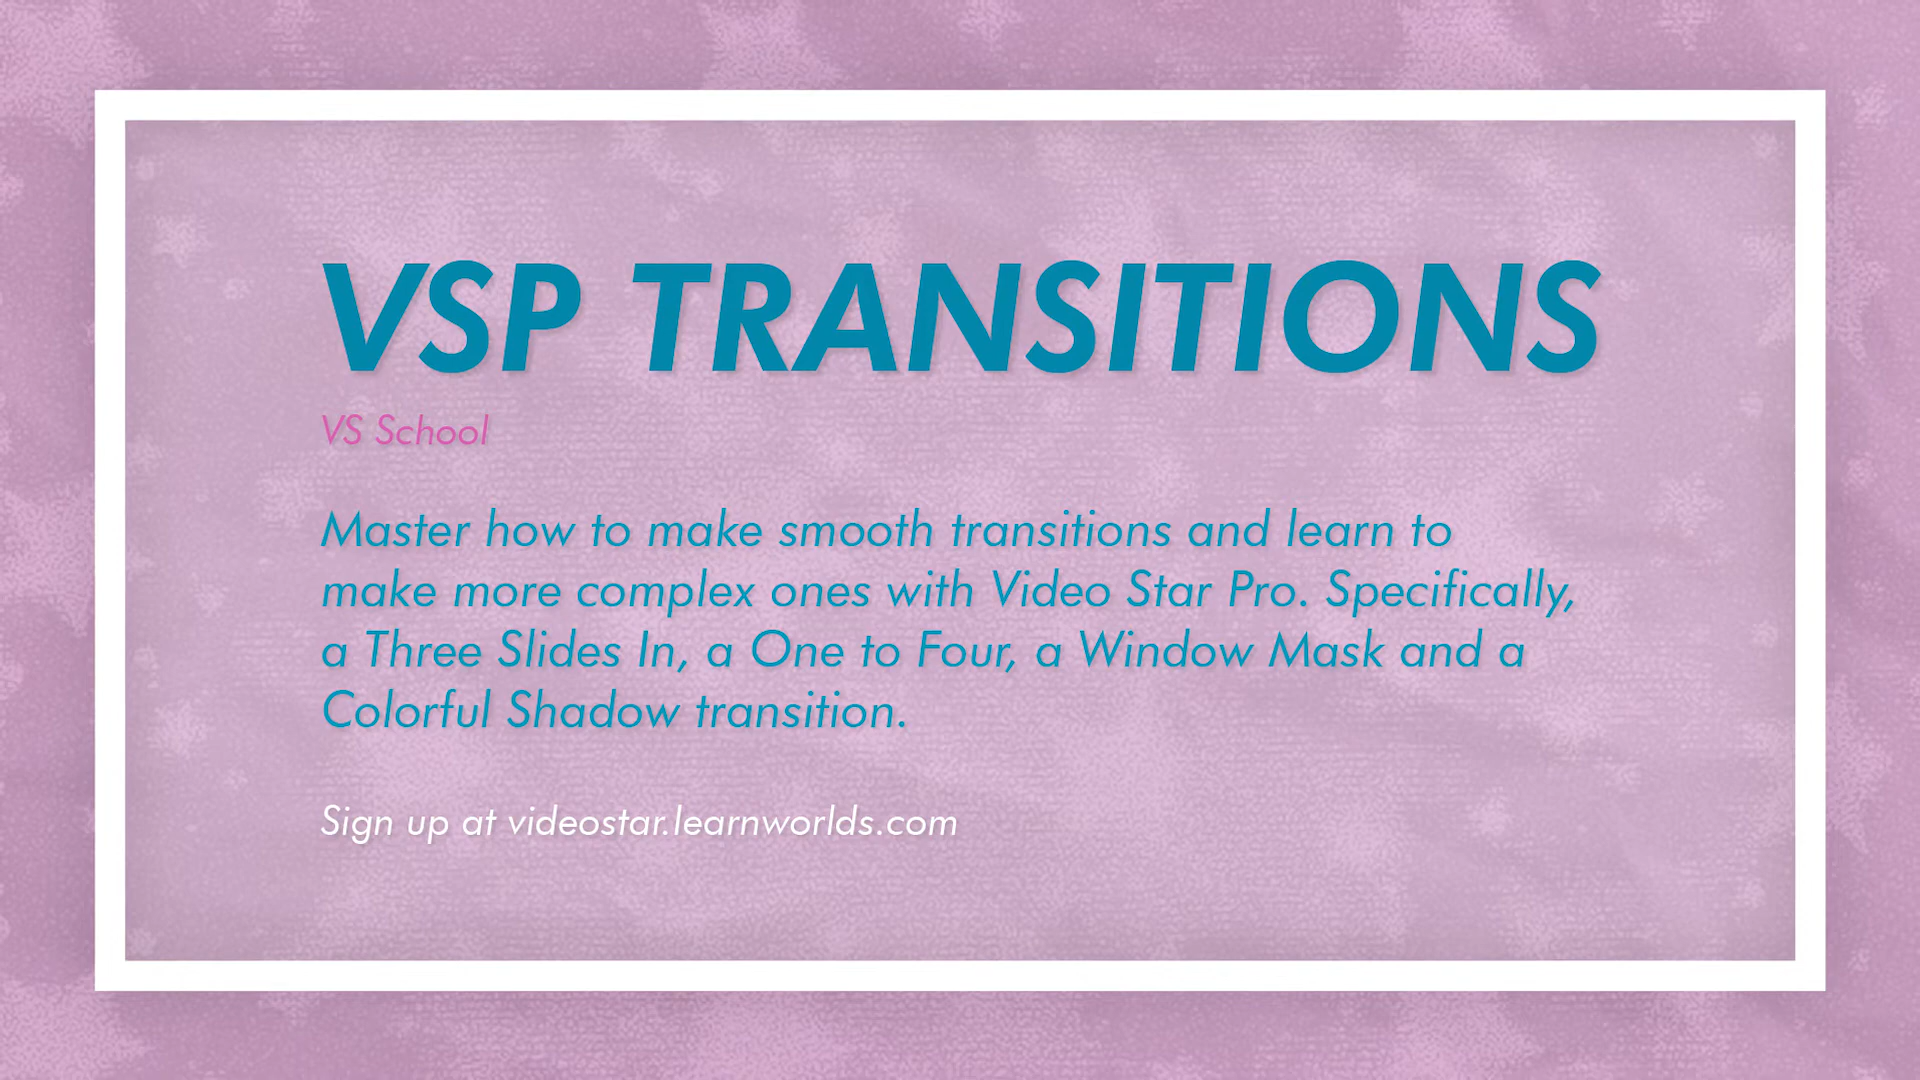 VSP TRANSITIONS
VS School
Master how to make smooth transitions and learn to
make more complex ones with Video Star Pro. Specifically,
a Three Slides In, a One to Four, a Window Mask and a
Colorful Shadow transition.
Sign up at videostar.learnworlds.com